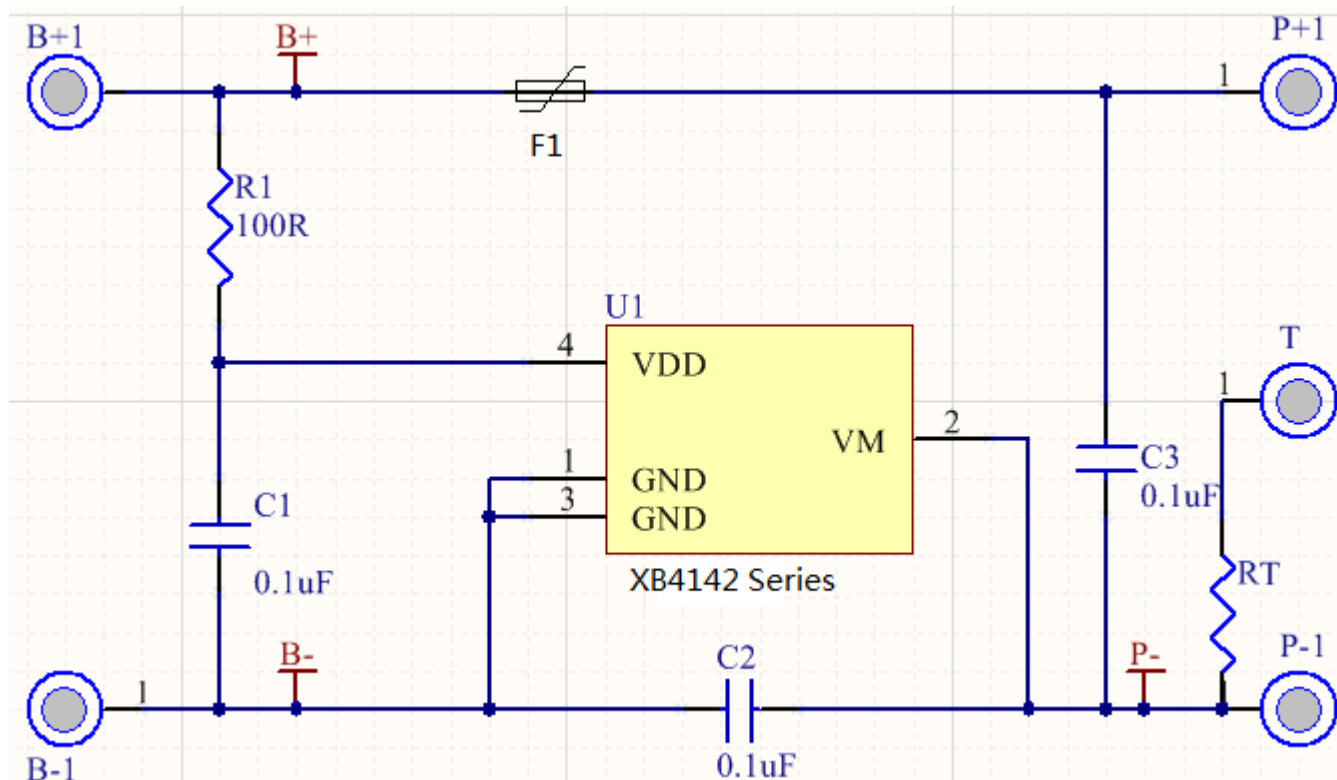 B+1
B+
P+1
1
F1
R1
100R
U1
4
VDD
T
1
2
VM
1
GND
3
GND
C3
0.1uF
C1
0.1uF
XB4142 Series
RT
B-
C2
P-
P-1
1
B-1
0.1uF